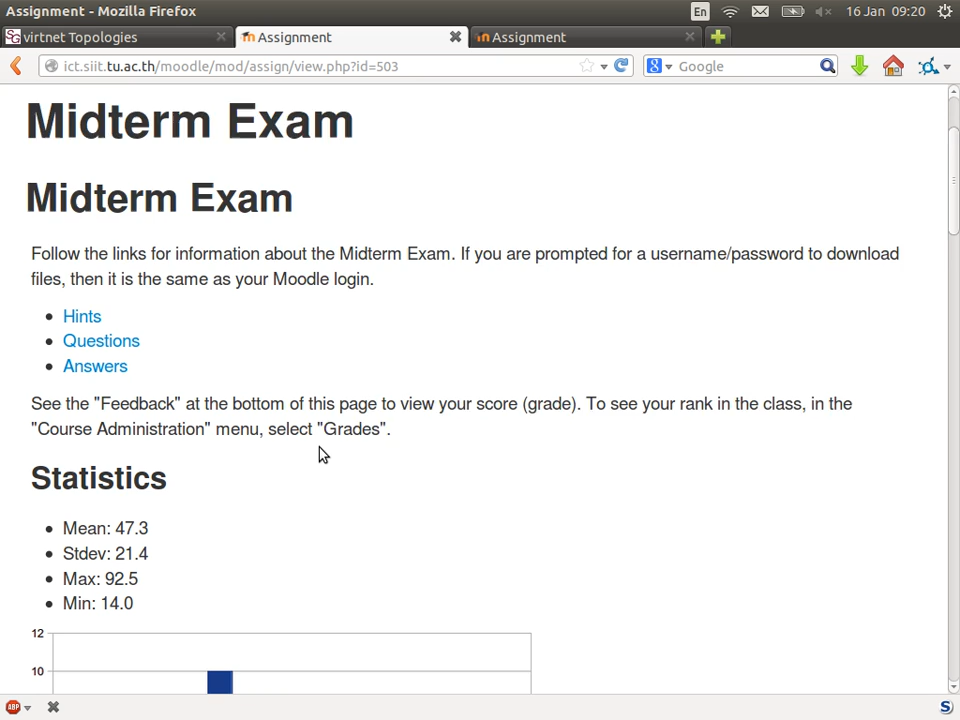 Assignment - Mozilla Firefox
En
16 Jan 09:20
SG virtnet Topologies
Assignment
Assignment
ict.siit.tu.ac.th/moodle/mod/assign/view.php?id=503
8
Google
Midterm Exam
Midterm Exam
Follow the links for information about the Midterm Exam. If you are prompted for a username/password to download
files, then it is the same as your Moodle login.
Hints
Questions
Answers
See the "Feedback" at the bottom of this page to view your score (grade). To see your rank in the class, in the
"Course Administration" menu, select "Grades".
Statistics
Mean: 47.3
Stdev: 21.4
Max: 92.5
Min: 14.0
12
10
ABP
S